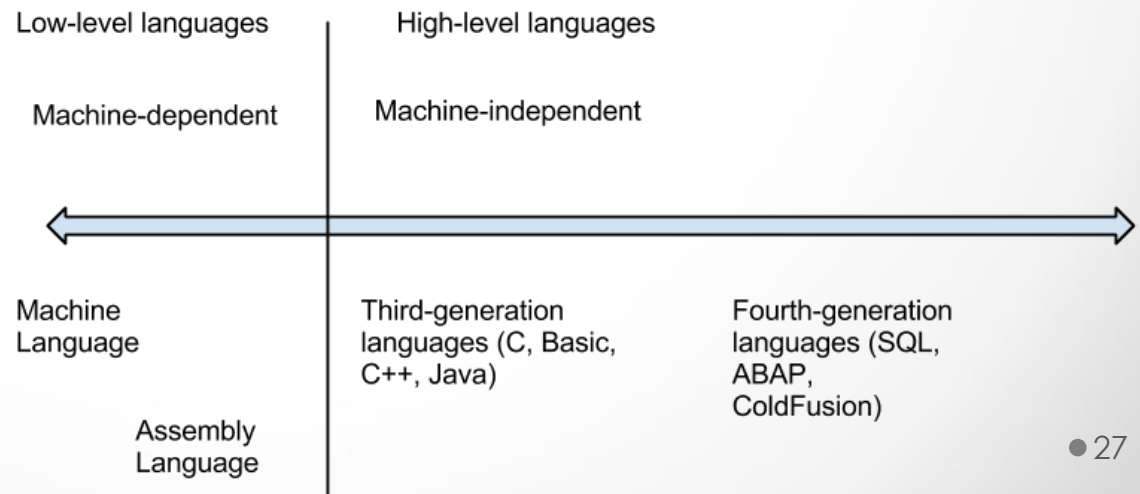 Low-level languages
High-level languages
Machine-dependent
Machine-independent
Machine
Language
Assembly
Language
Third-generation
languages (C, Basic,
C++, Java)
Fourth-generation
languages (SQL,
ABAP,
ColdFusion)
27